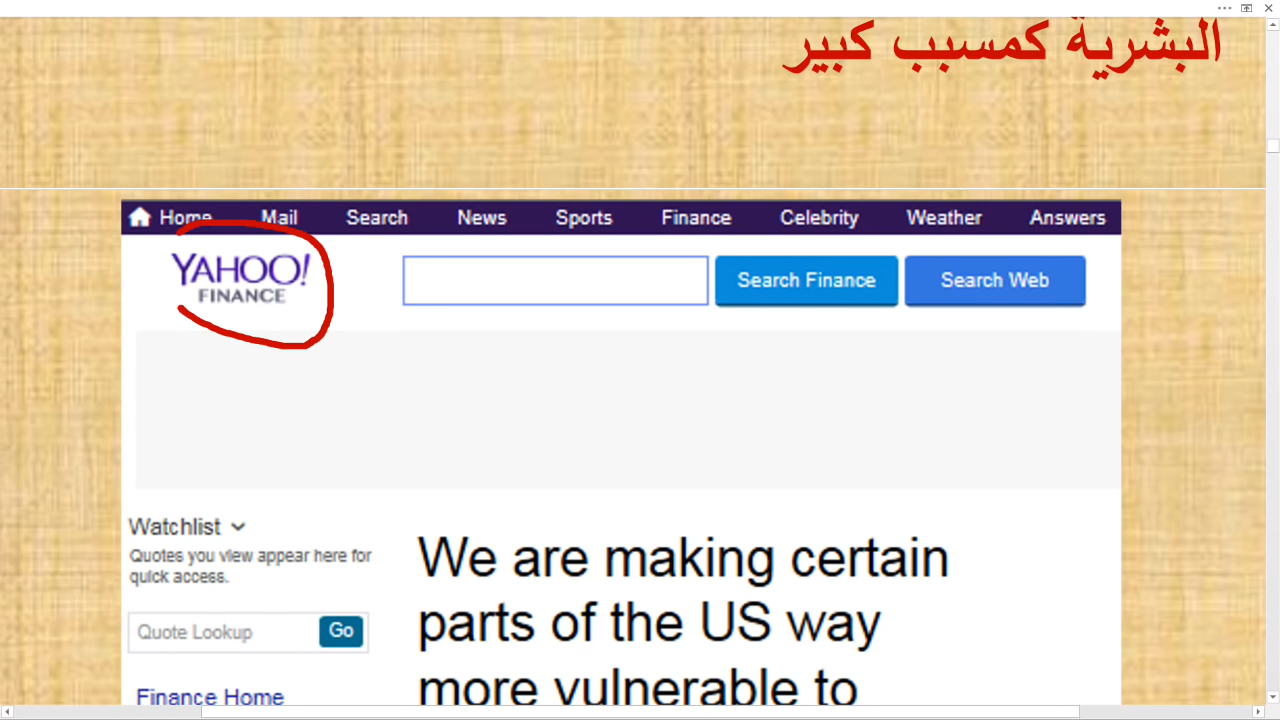 البشرية كمسبب كبير
Home Mail Search News Sports Finance Celebrity Weather Answers
YAHOO!
FINANCE
Search Finance Search Web
Watchlist
Quotes you view appear here for
quick access.
Quote Lookup Go
Finance Home
We are making certain
parts of the US way
more vulnerable to